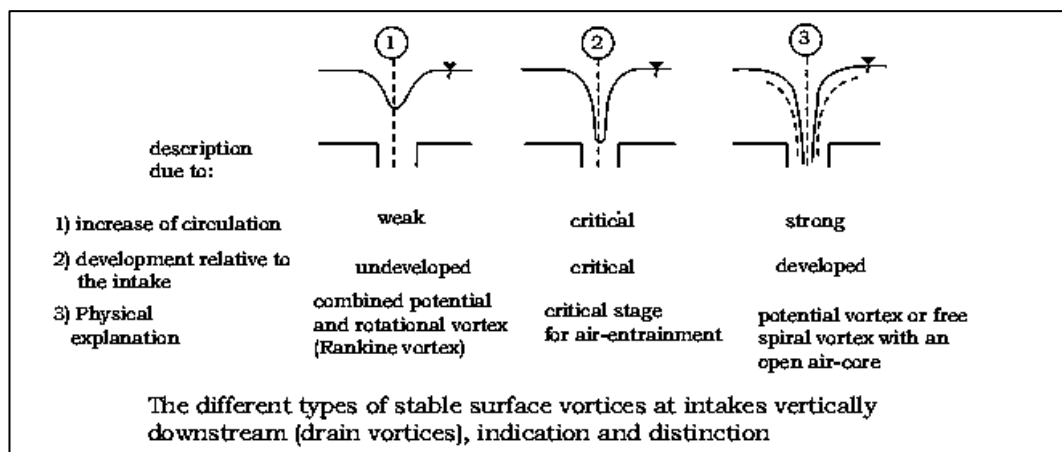 1 2 3
description
due to:
1) increase of circulation weak critical strong
2) development relative to
the intake undeveloped critical developed
3) Physical
explanation
combined potential
and rotational vortex
(Rankine vortex)
critical stage
for air-entrainment
potential vortex or free
spiral vortex with an
open air-core
The different types of stable surface vortices at intakes vertically
downstream (drain vortices), indication and distinction